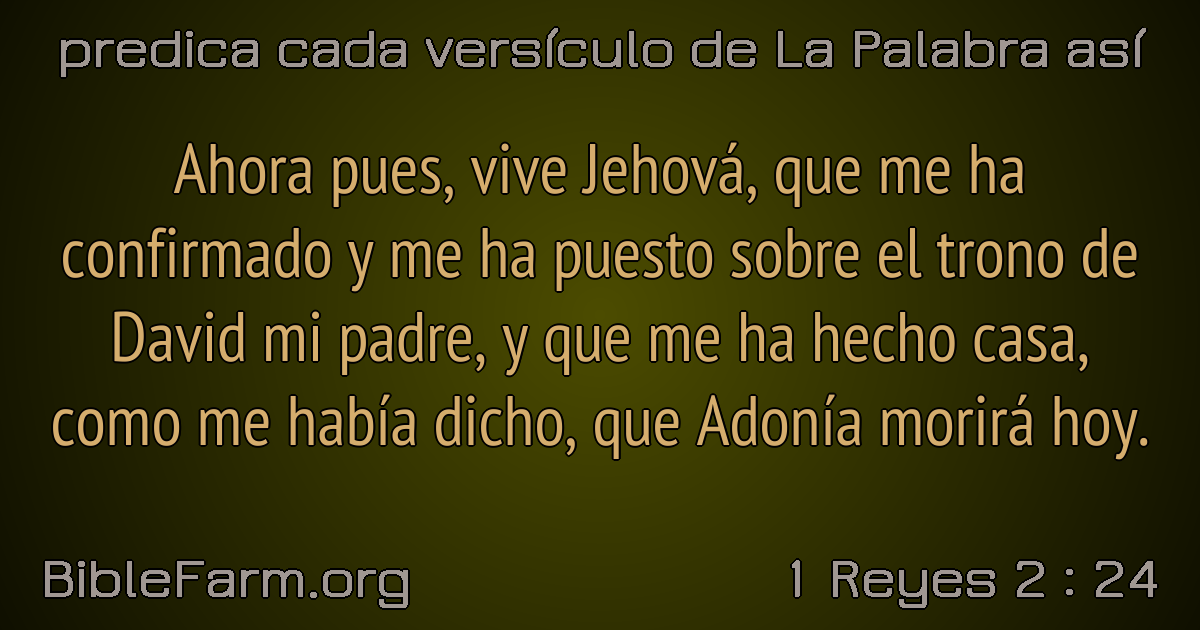 predica cada versículo de La Palabra así
Ahora pues, vive Jehová, que me ha
confirmado y me ha puesto sobre el trono de
David mi padre, y que me ha hecho casa,
como me había dicho, que Adonía morirá hoy.
BibleFarm.org
1 Reyes 2 : 24